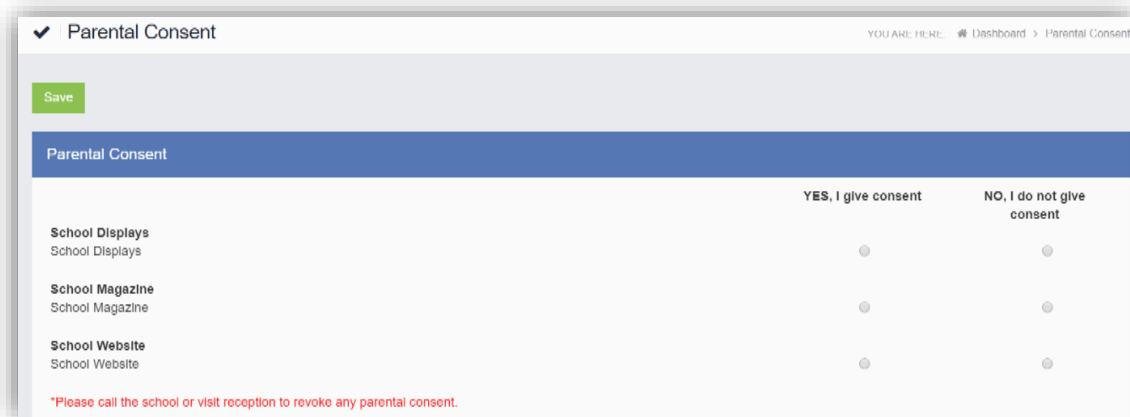 Parental Consent
YOU ARE HERE: Dashboard > Parental Consent
Save
Parental Consent
YES, I give consent
NO, I do not give
consent
School Displays
School Displays
School Magazine
School Magazine
School Website
School Website
*Please call the school or visit reception to revoke any parental consent.